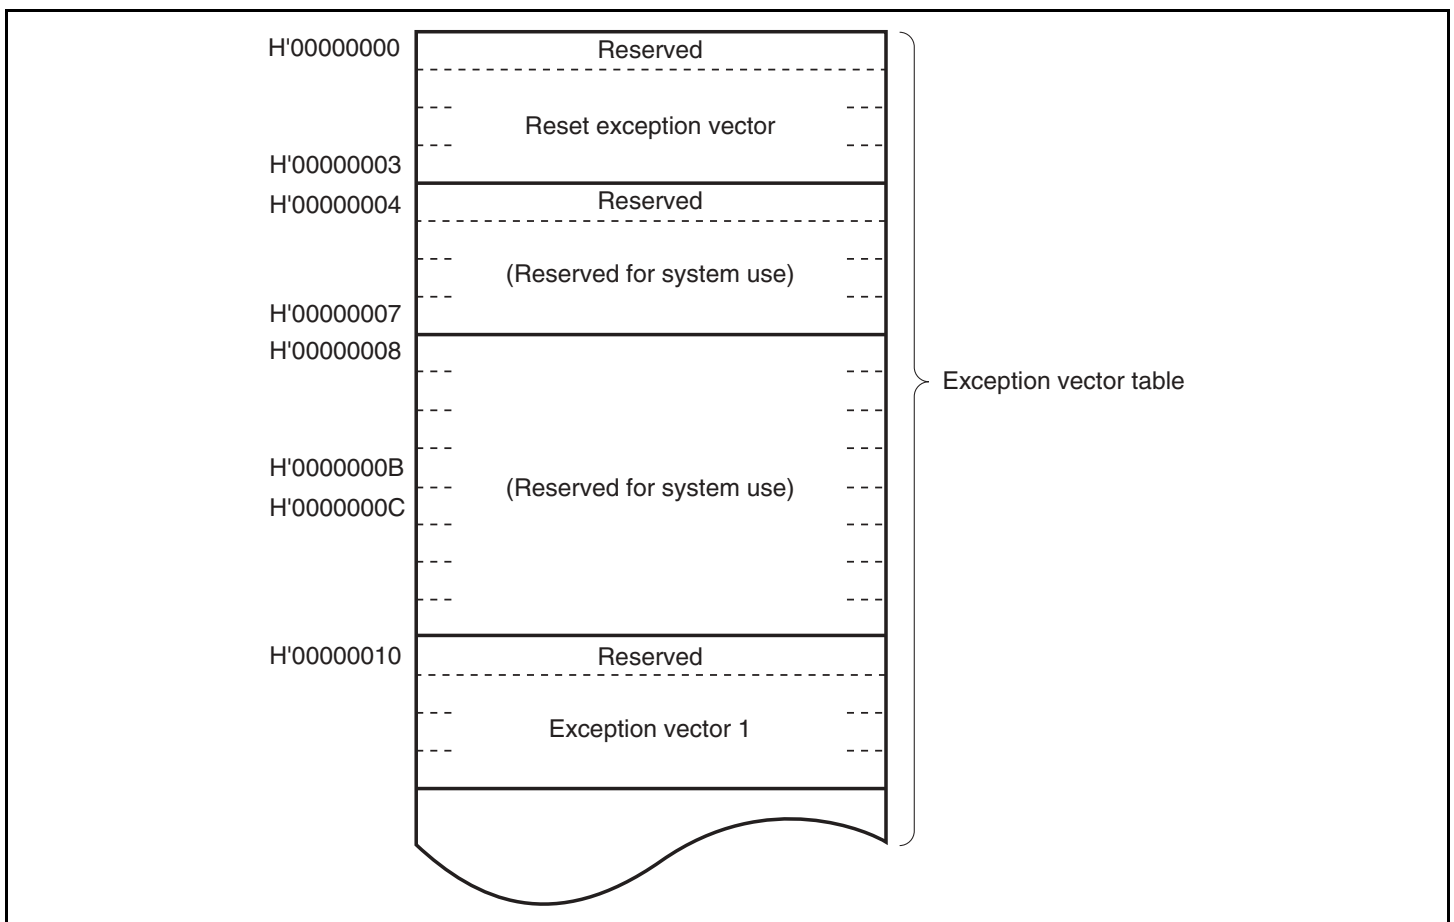 H'00000000 Reserved
Reset exception vector
H'00000003
H'00000004 Reserved
(Reserved for system use)
H'00000007
H'00000008
Exception vector table
H'0000000B
(Reserved for system use)
H'0000000C
H'00000010 Reserved
Exception vector 1